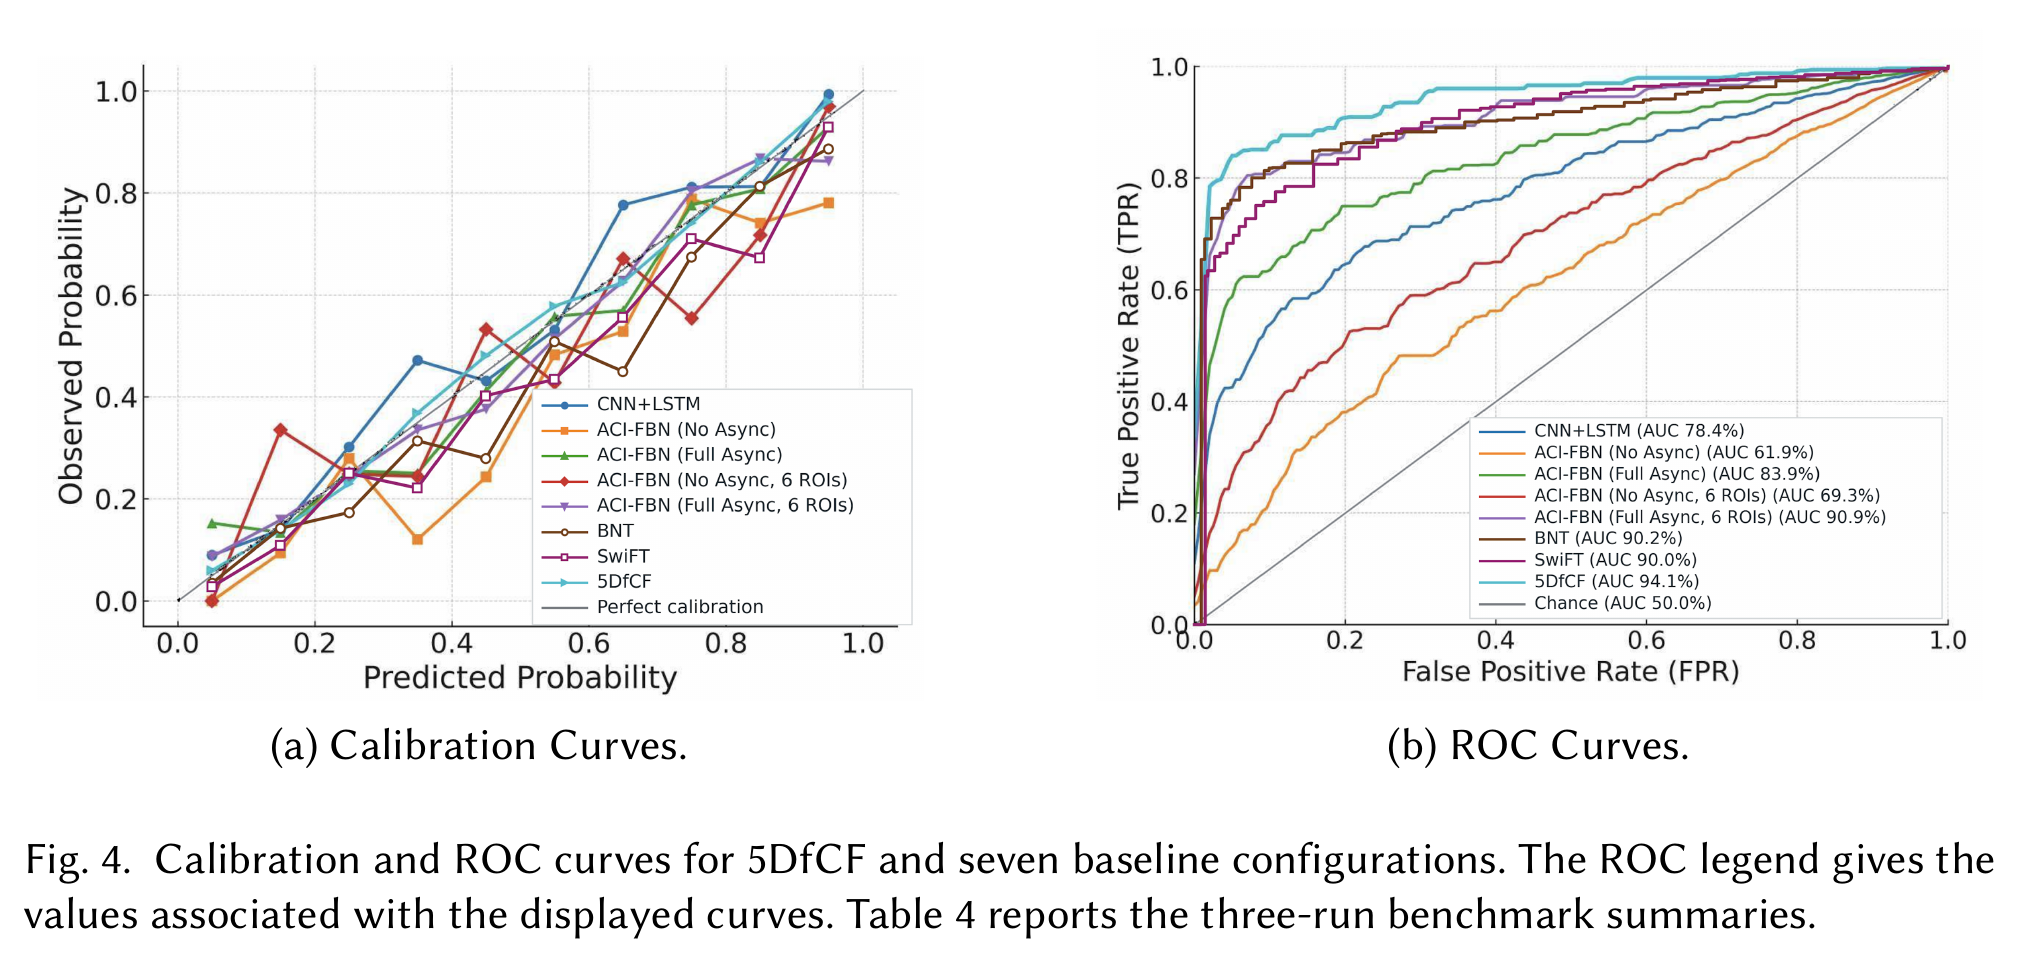 1.0
0.8
0.6
0.4
0.2
0.0
Observed Probability
0.0 0.2 0.4 0.6 0.8 1.0
Predicted Probability
CNN+LSTM
ACI-FBN (No Async)
ACI-FBN (Full Async)
ACI-FBN (No Async, 6 ROIs)
ACI-FBN (Full Async, 6 ROIs)
BNT
SwiFT
5DfCF
Perfect calibration
(a) Calibration Curves.
1.0
0.8
0.6
0.4
0.2
0.0
True Positive Rate (TPR)
0.0 0.2 0.4 0.6 0.8 1.0
False Positive Rate (FPR)
CNN+LSTM (AUC 78.4%)
ACI-FBN (No Async) (AUC 61.9%)
ACI-FBN (Full Async) (AUC 83.9%)
ACI-FBN (No Async, 6 ROIs) (AUC 69.3%)
ACI-FBN (Full Async, 6 ROIs) (AUC 90.9%)
BNT (AUC 90.2%)
SwiFT (AUC 90.0%)
5DfCF (AUC 94.1%)
Chance (AUC 50.0%)
(b) ROC Curves.
Fig. 4. Calibration and ROC curves for 5DfCF and seven baseline configurations. The ROC legend gives the
values associated with the displayed curves. Table 4 reports the three-run benchmark summaries.